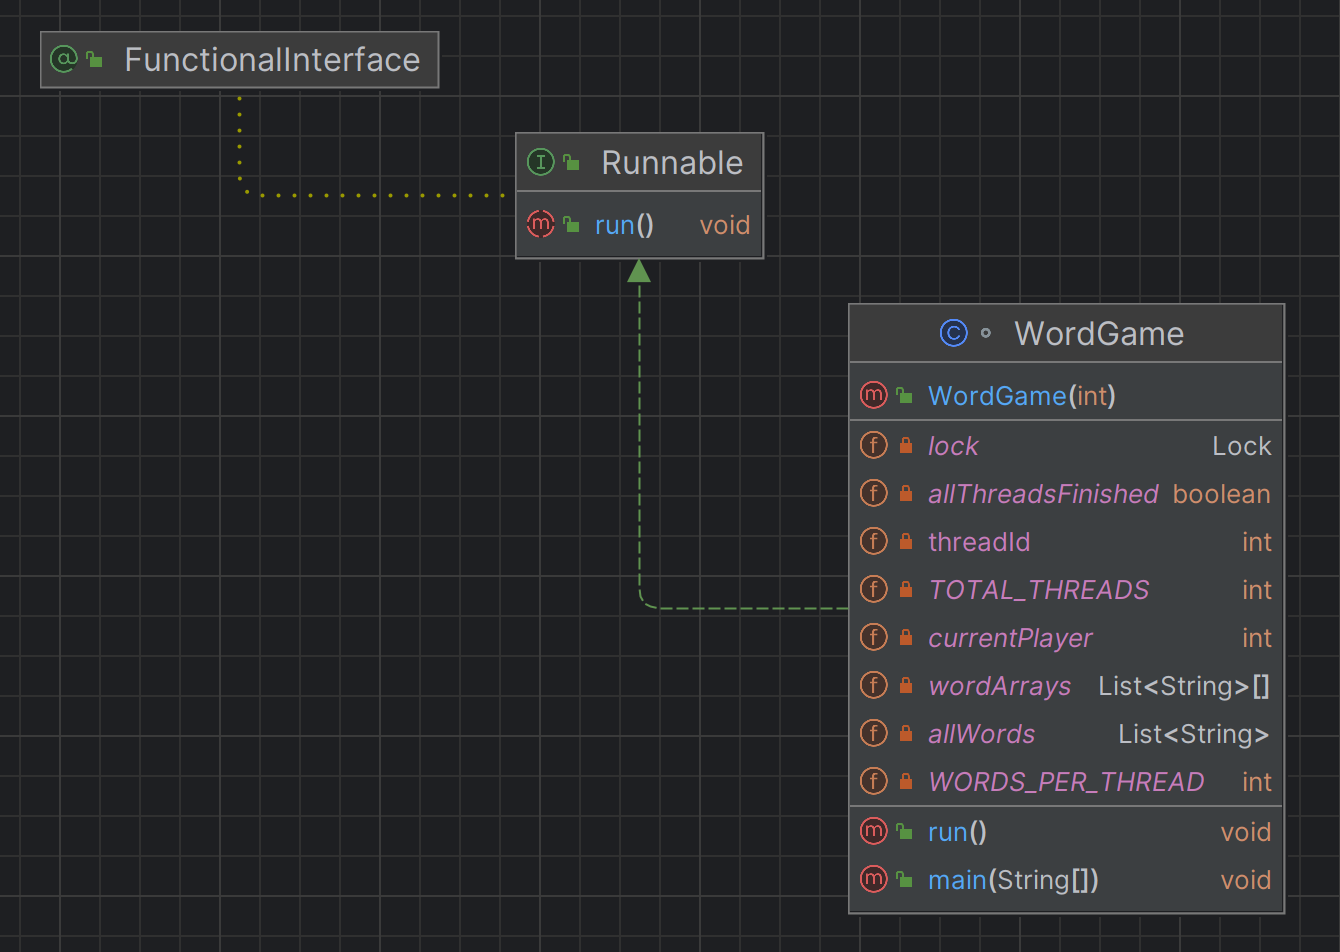 @ FunctionalInterface
I Runnable
m run() void
C WordGame
m WordGame(int)
f lock Lock
f allThreadsFinished boolean
f threadId int
f TOTAL_THREADS int
f currentPlayer int
f wordArrays List<String>[]
f allWords List<String>
f WORDS_PER_THREAD int
m run() void
m main(String[]) void